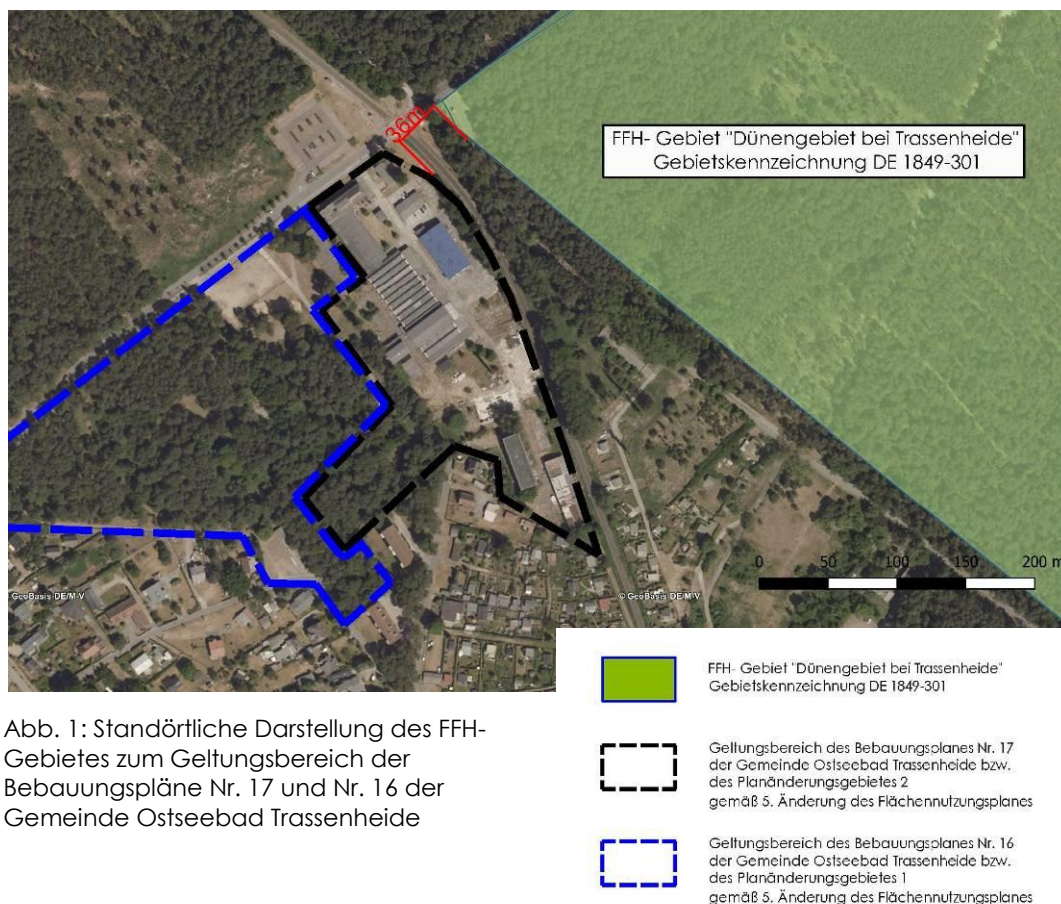 36m
FFH- Gebiet "Dünengebiet bei Trassenheide"
Gebietskennzeichnung DE 1849-301
0 50 100 150 200 m
© GeoBasis-DE/M-V
© GeoBasis-DE/M-V
Abb. 1: Standörtliche Darstellung des FFH-
Gebietes zum Geltungsbereich der
Bebauungspläne Nr. 17 und Nr. 16 der
Gemeinde Ostseebad Trassenheide
FFH- Gebiet "Dünengebiet bei Trassenheide"
Gebietskennzeichnung DE 1849-301
Geltungsbereich des Bebauungsplanes Nr. 17
der Gemeinde Ostseebad Trassenheide bzw.
des Planänderungsgebietes 2
gemäß 5. Änderung des Flächennutzungsplanes
Geltungsbereich des Bebauungsplanes Nr. 16
der Gemeinde Ostseebad Trassenheide bzw.
des Planänderungsgebietes 1
gemäß 5. Änderung des Flächennutzungsplanes